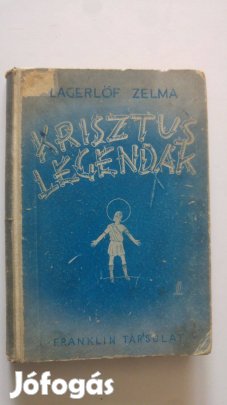 LAGERLÖF ZELMA
KRISZTUS
LEGENDÁK
FRANKLIN TÁRSULAT
Jófogás